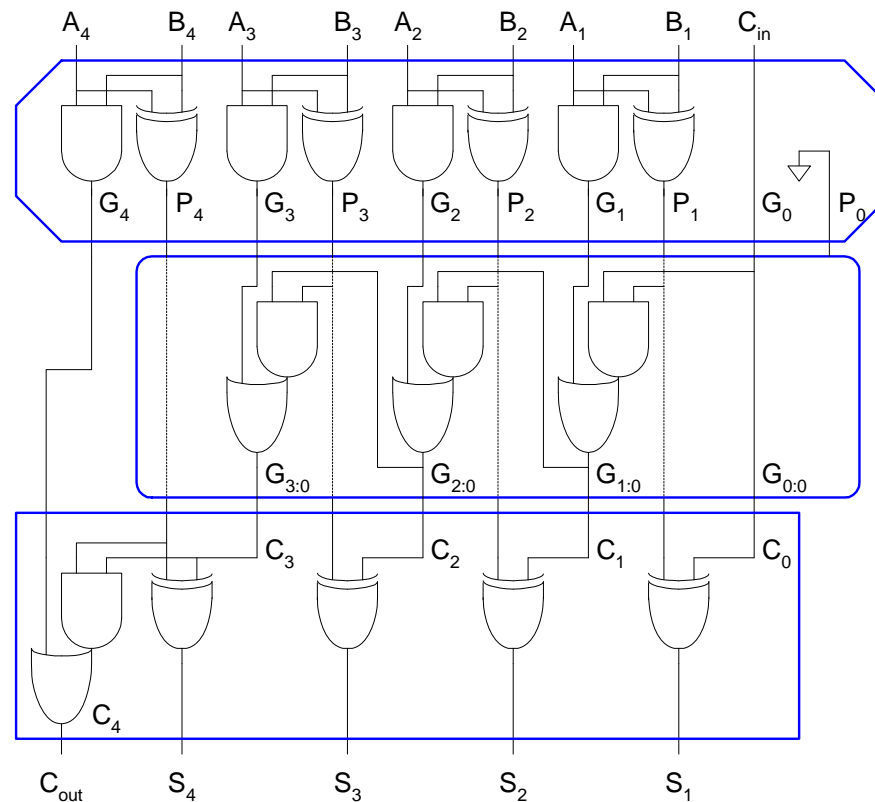 A4 B4 A3 B3 A2 B2 A1 B1 Cin
G4 P4 G3 P3 G2 P2 G1 P1 G0 P0
G3:0 G2:0 G1:0 G0:0
C3 C2 C1 C0
C4
Cout S4 S3 S2 S1